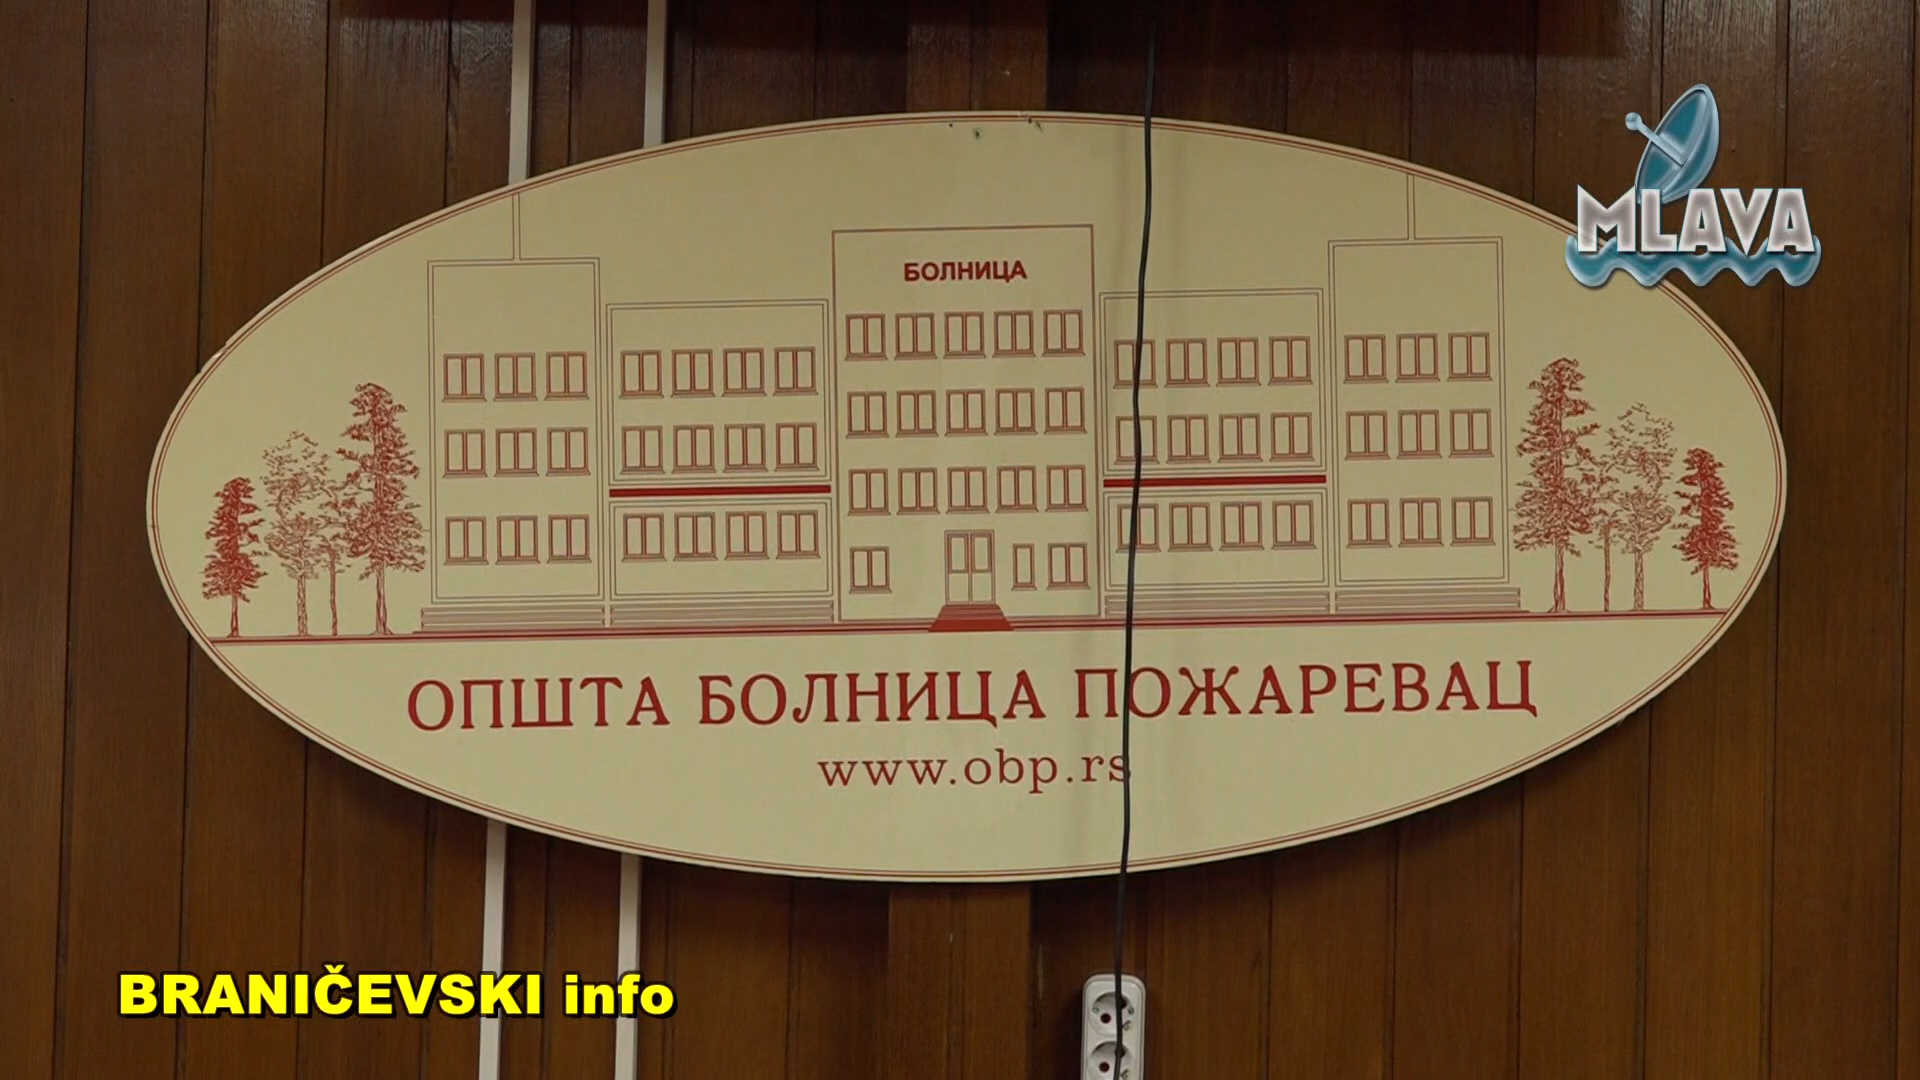 MLAVA
БОЛНИЦА
ОПШТА БОЛНИЦА ПОЖАРЕВАЦ
www.obp.rs
BRANIČEVSKI info